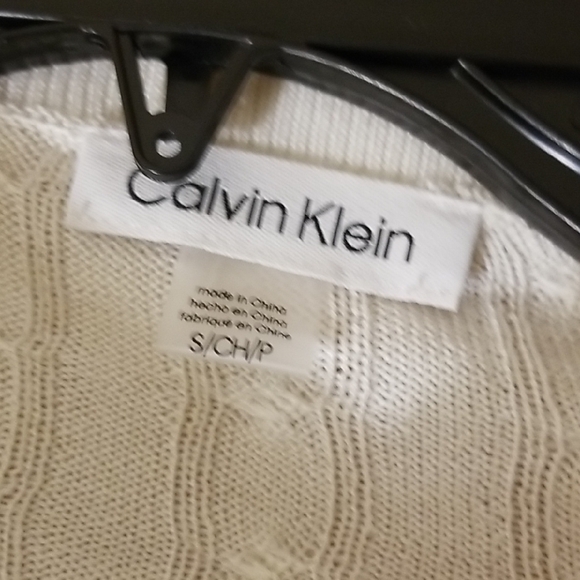 Calvin Klein
made in China
hecho en China
fabriqué en Chine
S/CH/P